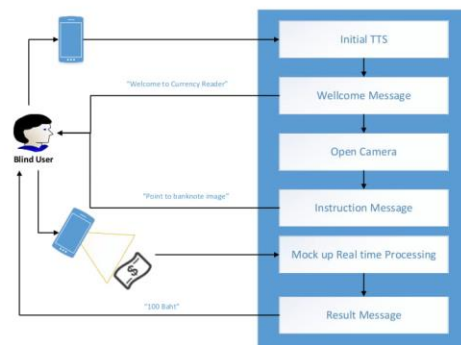 Initial TTS
"Welcome to Currency Reader"
Wellcome Message
Blind User
Open Camera
"Point to banknote image"
Instruction Message
$
Mock up Real time Processing
"100 Baht"
Result Message